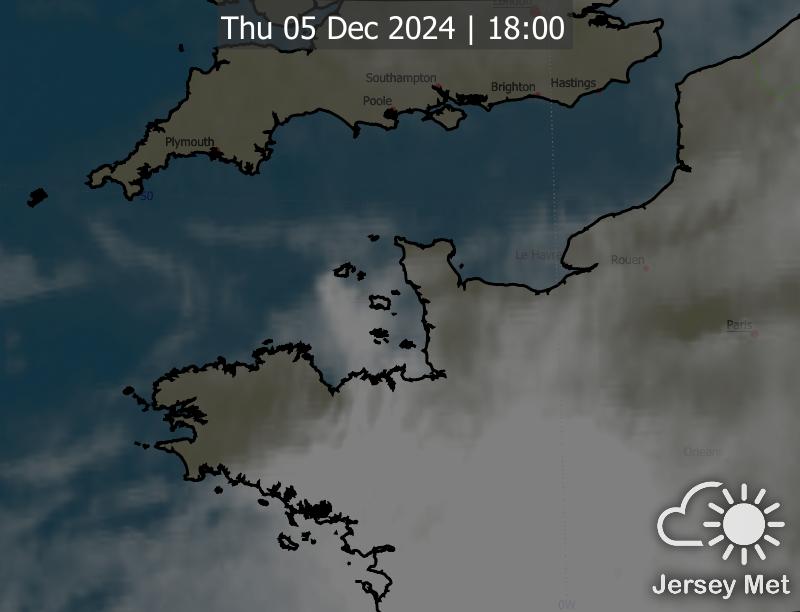 London
Thu 05 Dec 2024 | 18:00
Southampton
Brighton
Hastings
Poole
Plymouth
50
Le Havre
Rouen
Paris
Orleans
Jersey Met
0W